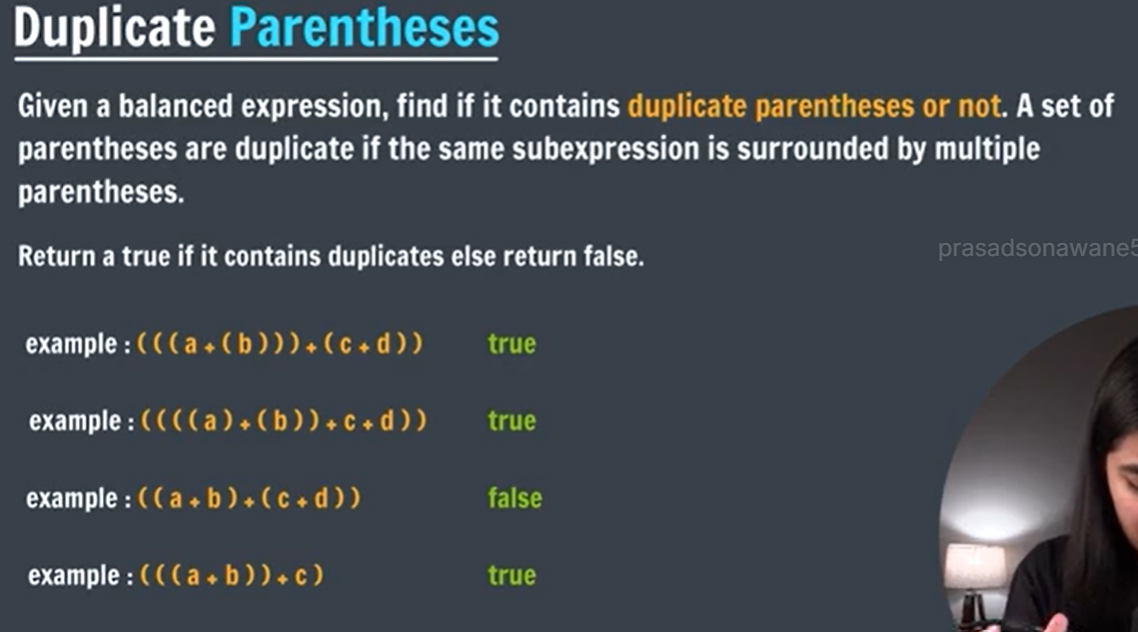 Duplicate Parentheses
Given a balanced expression, find if it contains duplicate parentheses or not. A set of
parentheses are duplicate if the same subexpression is surrounded by multiple
parentheses.
Return a true if it contains duplicates else return false.
prasadsonawane5
example : (((a+(b)))+(c+d)) true
example : ((((a)+(b))+c+d)) true
example : ((a+b)+(c+d)) false
example : (((a+b))+c) true